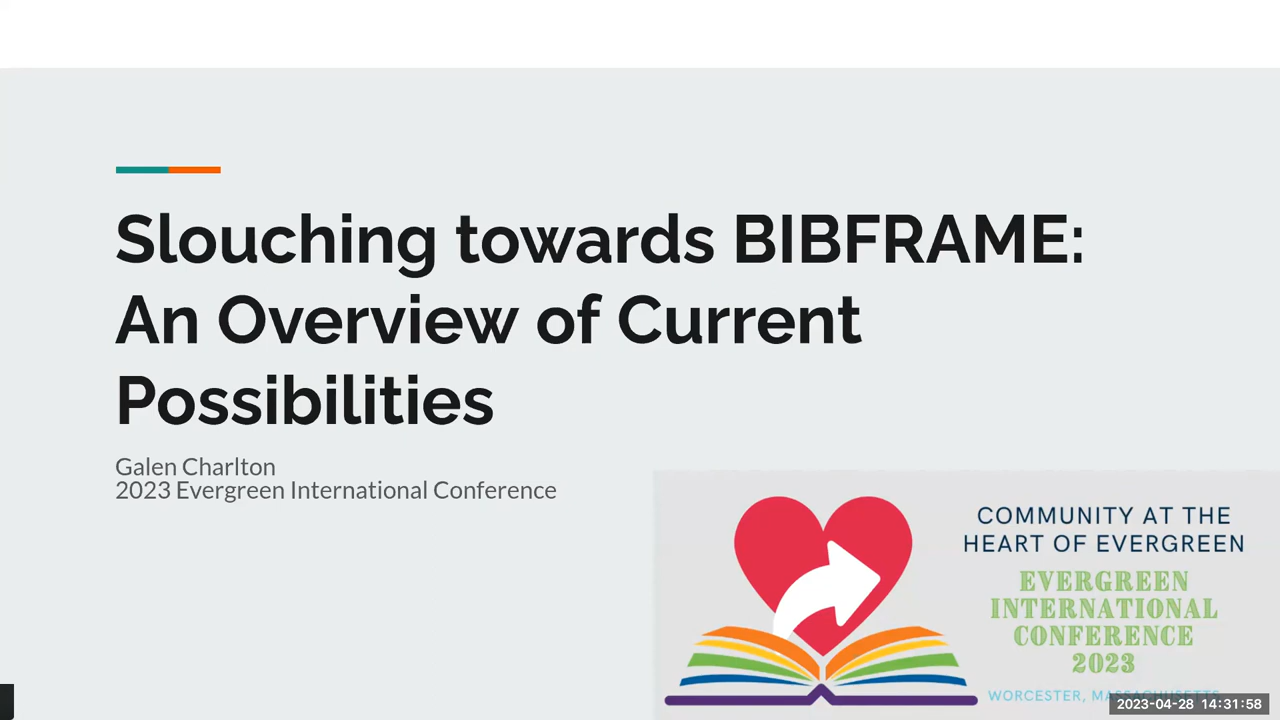 Slouching towards BIBFRAME:
An Overview of Current
Possibilities
Galen Charlton
2023 Evergreen International Conference
COMMUNITY AT THE
HEART OF EVERGREEN
EVERGREEN
INTERNATIONAL
CONFERENCE
2023
WORCESTER, MASSACHUSETTS
2023-04-28 14:31:58